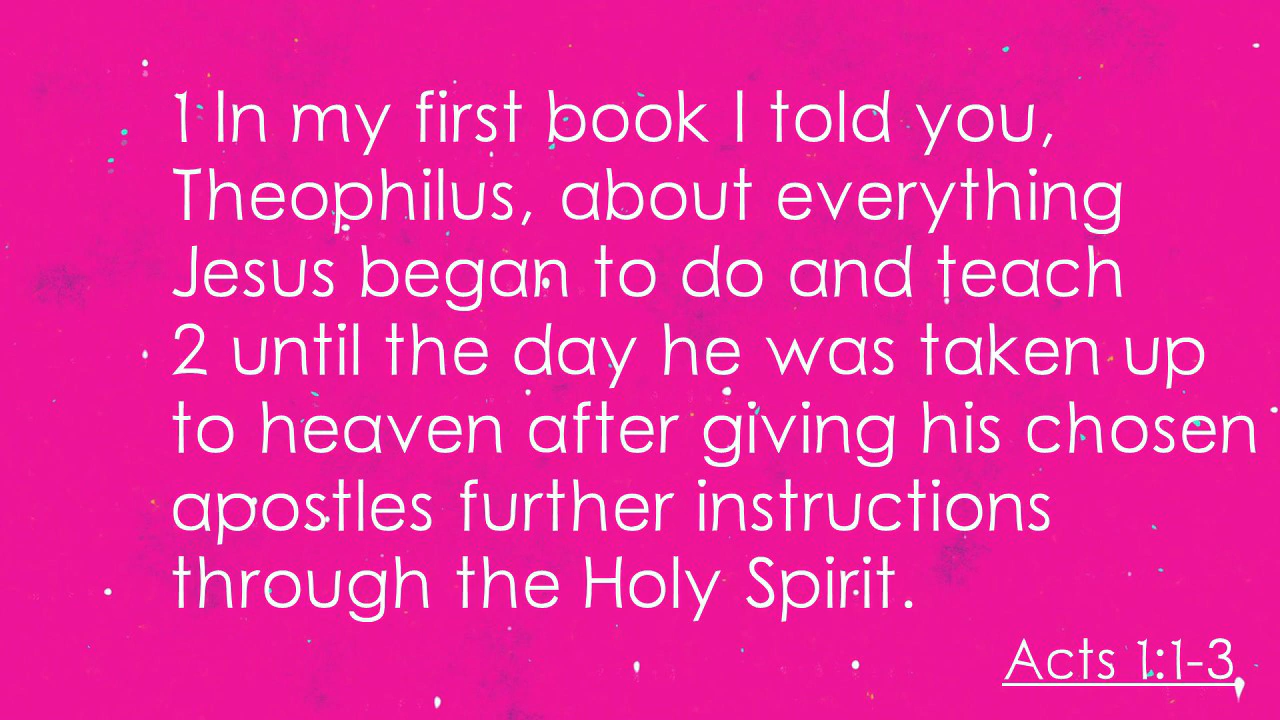 1 In my first book I told you,
Theophilus, about everything
Jesus began to do and teach
2 until the day he was taken up
to heaven after giving his chosen
apostles further instructions
through the Holy Spirit.
Acts 1:1-3